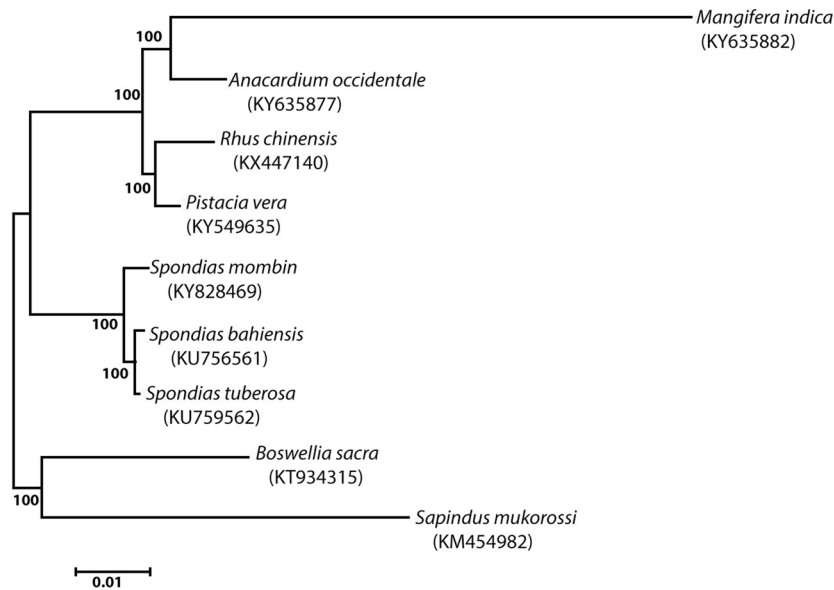 100
Mangifera indica
(KY635882)
100
Anacardium occidentale
(KY635877)
Rhus chinensis
(KX447140)
100
Pistacia vera
(KY549635)
Spondias mombin
(KY828469)
100
Spondias bahiensis
(KU756561)
100
Spondias tuberosa
(KU759562)
Boswellia sacra
(KT934315)
100
Sapindus mukorossi
(KM454982)
0.01